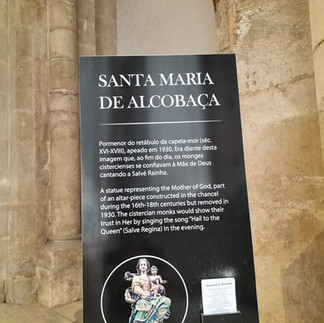 SANTA MARIA
DE ALCOBAÇA
Pormenor do retábulo da capela-mor (séc.
XVI-XVIII), apeado em 1930. Era diante desta
imagem que, ao fim do dia, os monges
cistercienses se confiavam à Mãe de Deus
cantando a Salvé Rainha.
A statue representing the Mother of God, part
of an altar-piece constructed in the chancel
during the 16th-18th centuries but removed in
1930. The cistercian monks would show their
trust in Her by singing the song "Hail to the
Queen" (Salve Regina) in the evening.